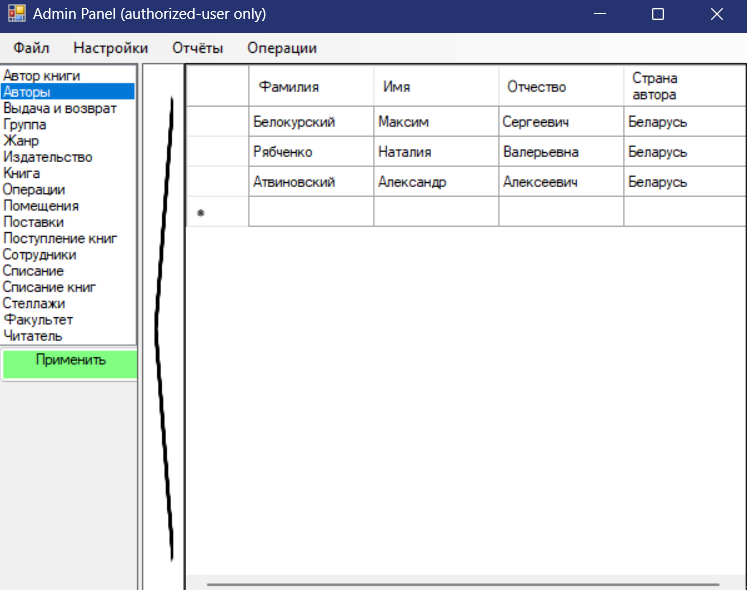 Admin Panel (authorized-user only)
Файл Настройки Отчёты Операции
Автор книги
Авторы
Выдача и возврат
Группа
Жанр
Издательство
Книга
Операции
Помещения
Поставки
Поступление книг
Сотрудники
Списание
Списание книг
Стеллажи
Факультет
Читатель
Применить
Фамилия Имя Отчество Страна автора
Белокурский Максим Сергеевич Беларусь
Рябченко Наталия Валерьевна Беларусь
Атвиновский Александр Алексеевич Беларусь